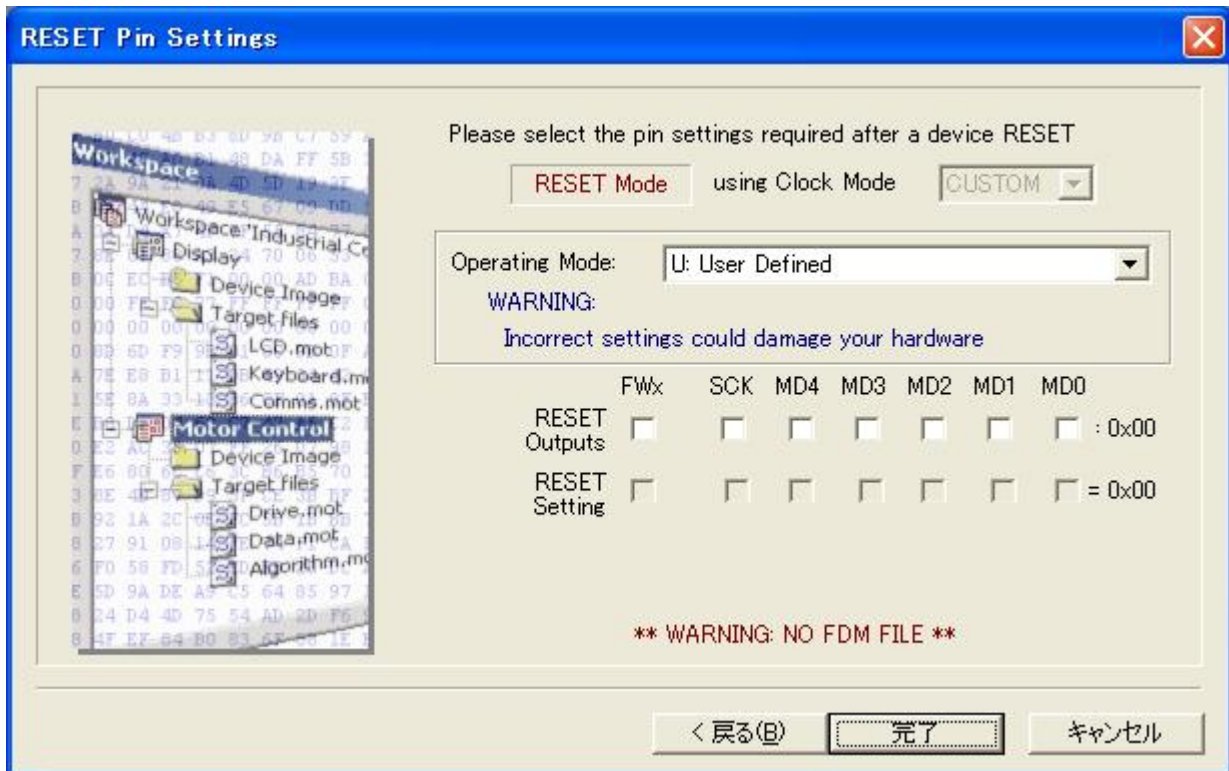 RESET Pin Settings
Please select the pin settings required after a device RESET
RESET Mode using Clock Mode CUSTOM
Operating Mode: U: User Defined
WARNING:
Incorrect settings could damage your hardware
FWx SCK MD4 MD3 MD2 MD1 MD0
RESET Outputs : 0x00
RESET Setting = 0x00
** WARNING: NO FDM FILE **
Workspace
Workspace 'Industrial Co
Display
Device Image
Target files
LCD.mot
Keyboard.m
Comms.mot
Motor Control
Device Image
Target files
Drive.mot
Data.mot
Algorithm.mo
< 戻る(B) 完了 キャンセル